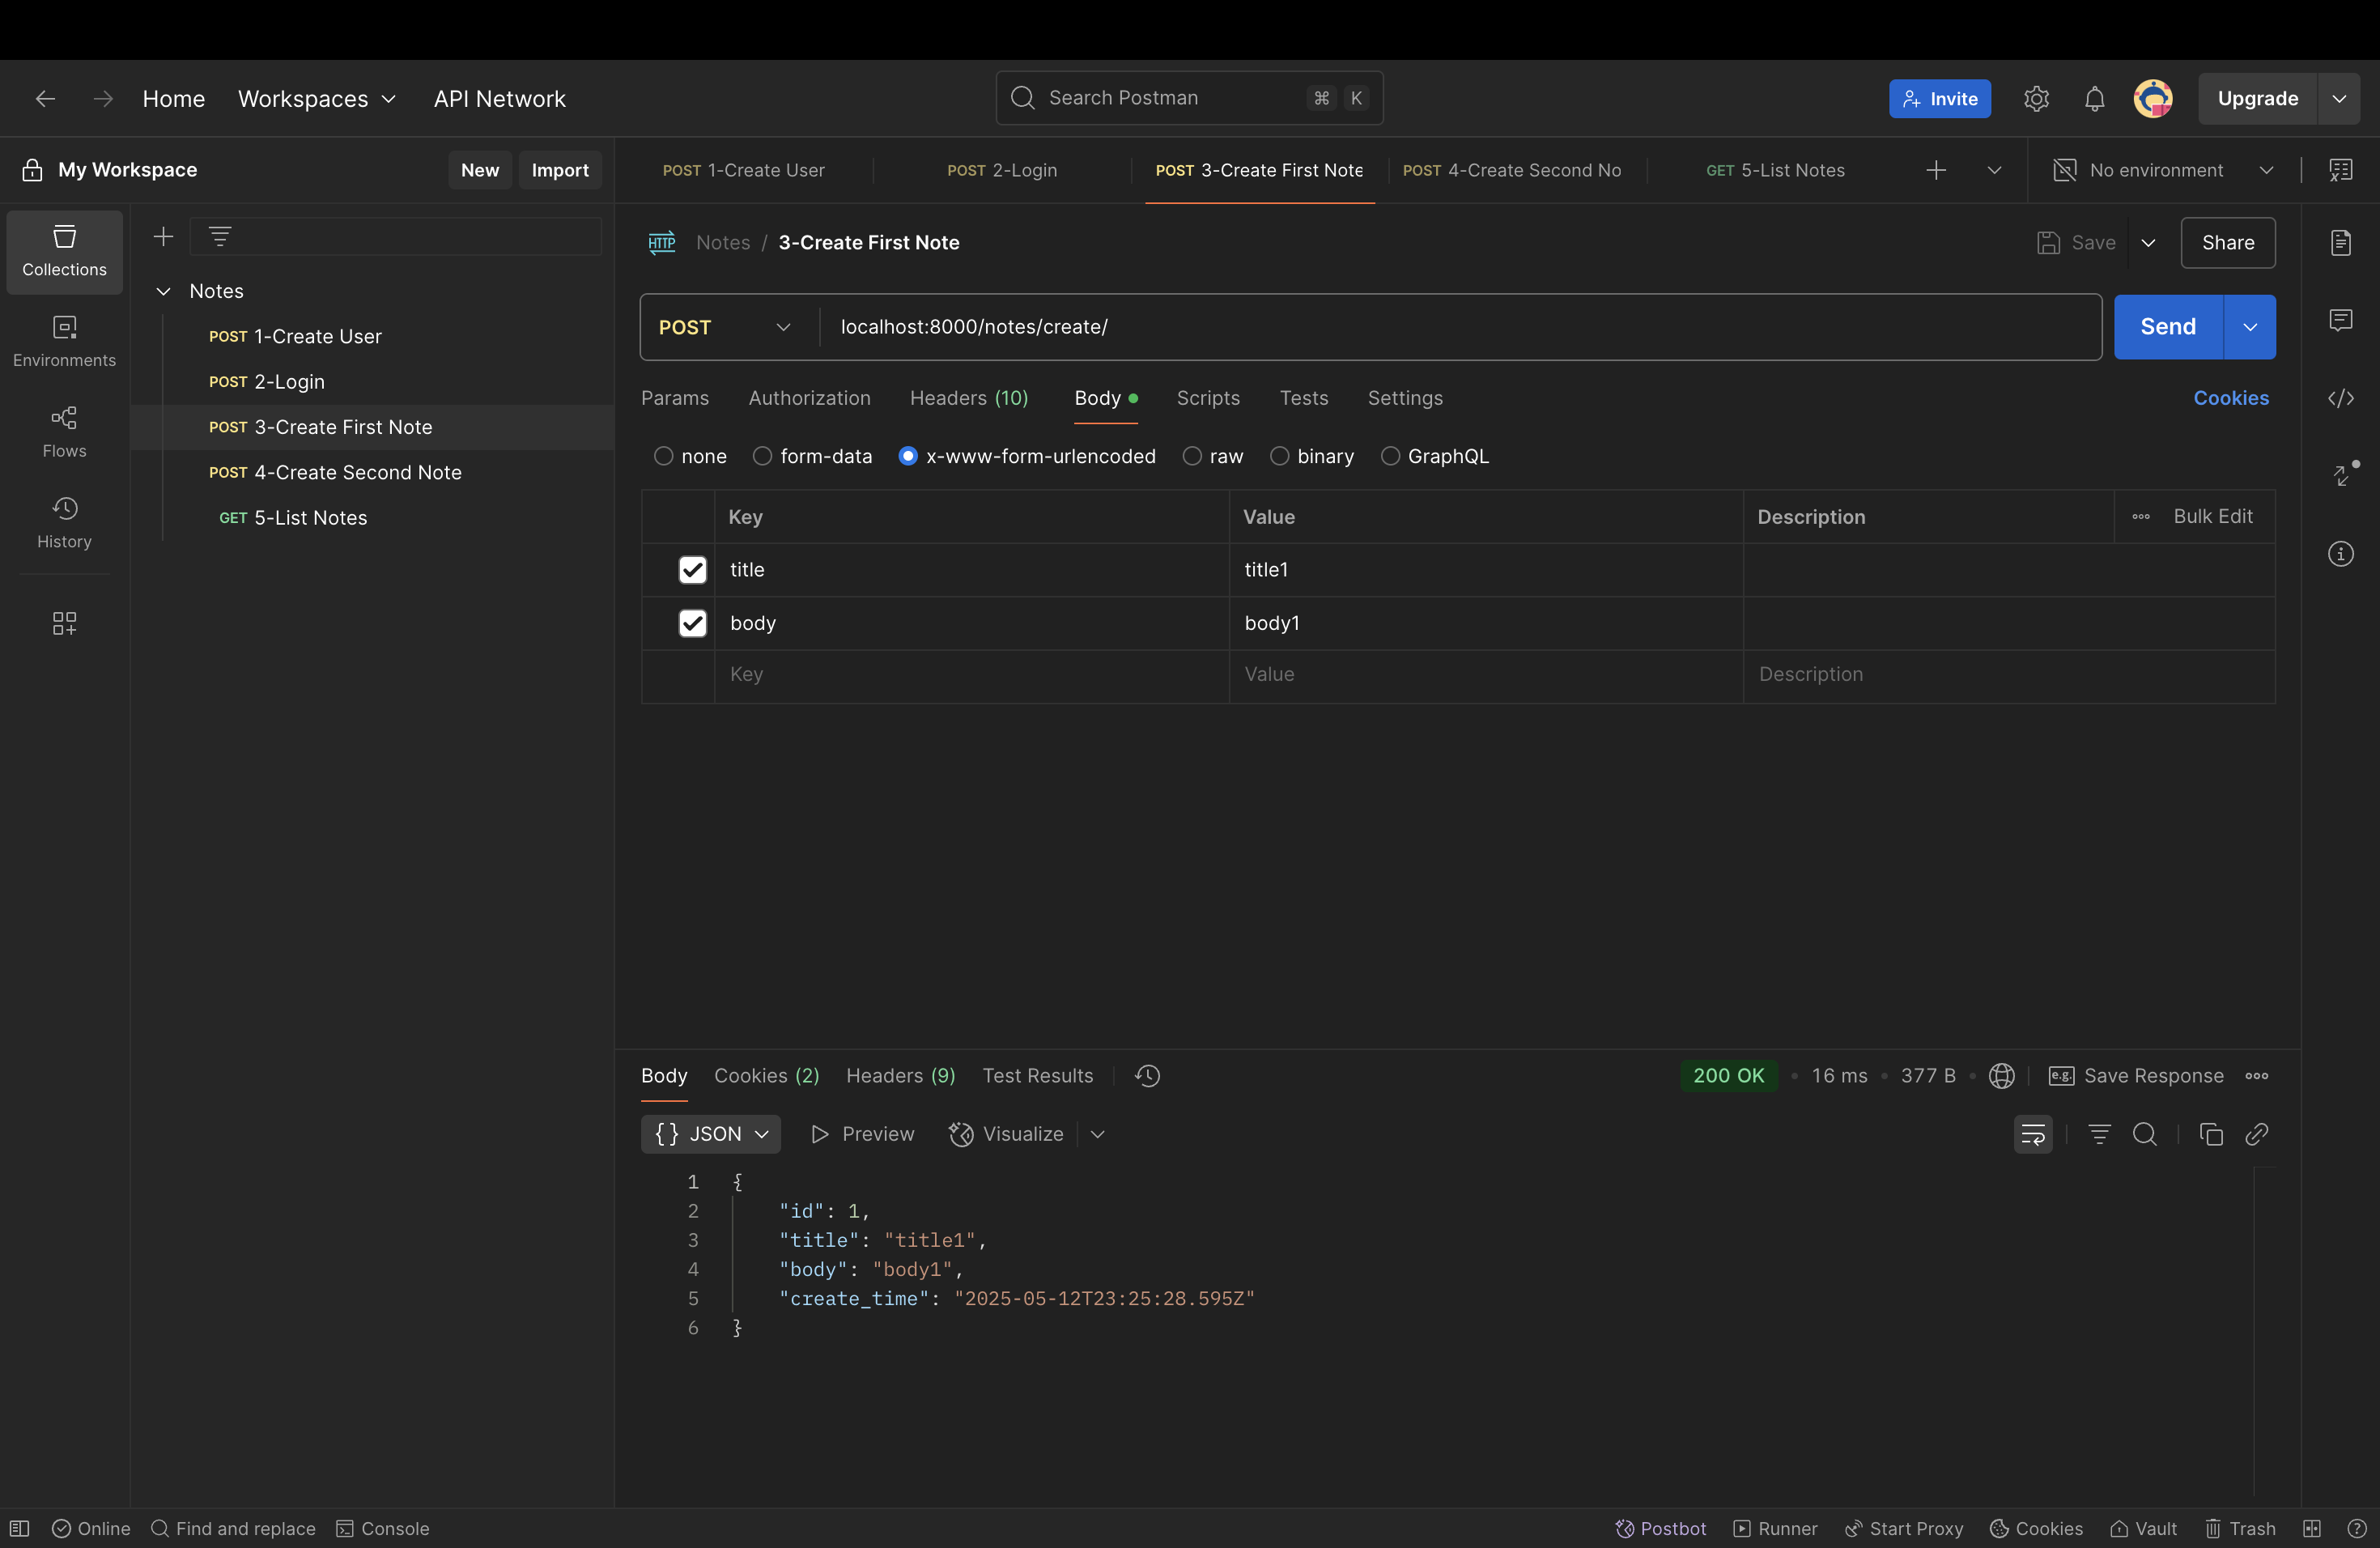 Home Workspaces API Network
Search Postman ⌘ K
Invite
Upgrade
My Workspace
New Import
POST 1-Create User
POST 2-Login
POST 3-Create First Note
POST 4-Create Second No
GET 5-List Notes
No environment
Collections
Environments
Flows
History
Notes
POST 1-Create User
POST 2-Login
POST 3-Create First Note
POST 4-Create Second Note
GET 5-List Notes
HTTP Notes / 3-Create First Note
Save Share
POST localhost:8000/notes/create/ Send
Params Authorization Headers (10) Body Scripts Tests Settings Cookies
none form-data x-www-form-urlencoded raw binary GraphQL
Key Value Description Bulk Edit
title title1
body body1
Key Value Description
Body Cookies (2) Headers (9) Test Results
200 OK • 16 ms • 377 B • e.g. Save Response
{} JSON Preview Visualize
1 {
2 "id": 1,
3 "title": "title1",
4 "body": "body1",
5 "create_time": "2025-05-12T23:25:28.595Z"
6 }
Online Find and replace Console
Postbot Runner Start Proxy Cookies Vault Trash